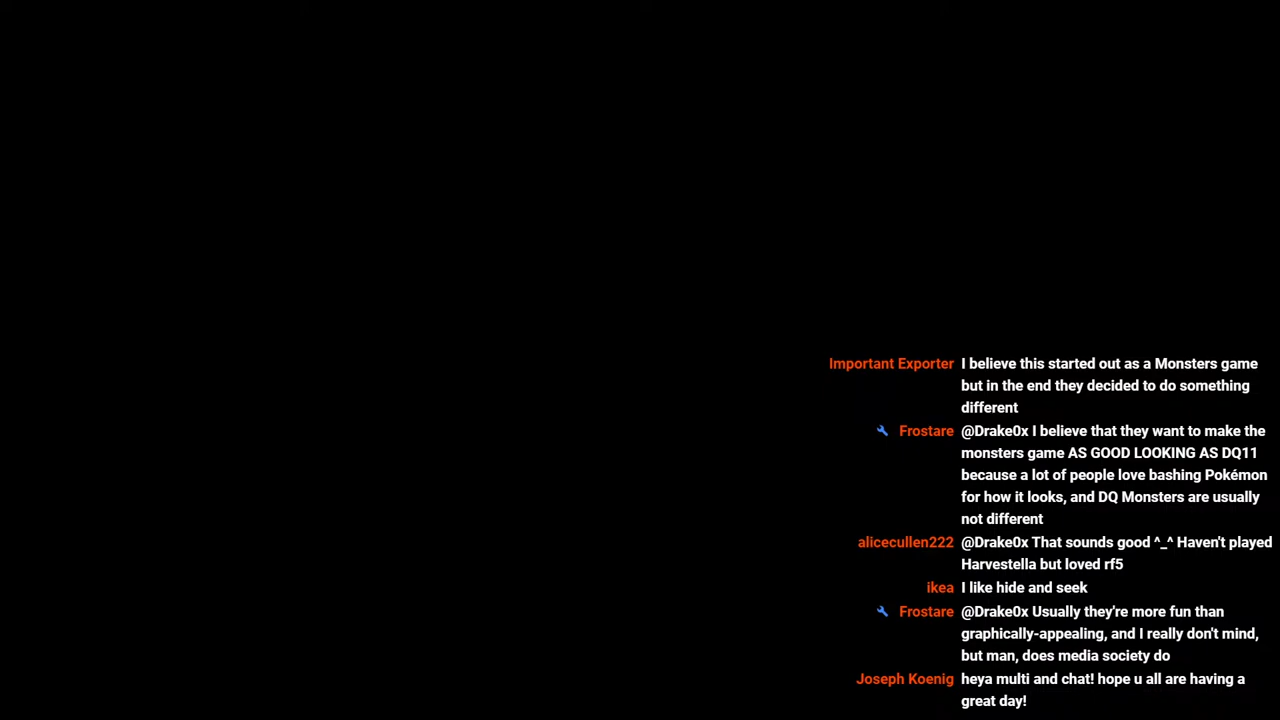 Important Exporter I believe this started out as a Monsters game
but in the end they decided to do something
different
Frostare @Drake0x I believe that they want to make the
monsters game AS GOOD LOOKING AS DQ11
because a lot of people love bashing Pokémon
for how it looks, and DQ Monsters are usually
not different
alicecullen222 @Drake0x That sounds good ^_^ Haven't played
Harvestella but loved rf5
ikea I like hide and seek
Frostare @Drake0x Usually they're more fun than
graphically-appealing, and I really don't mind,
but man, does media society do
Joseph Koenig heya multi and chat! hope u all are having a
great day!